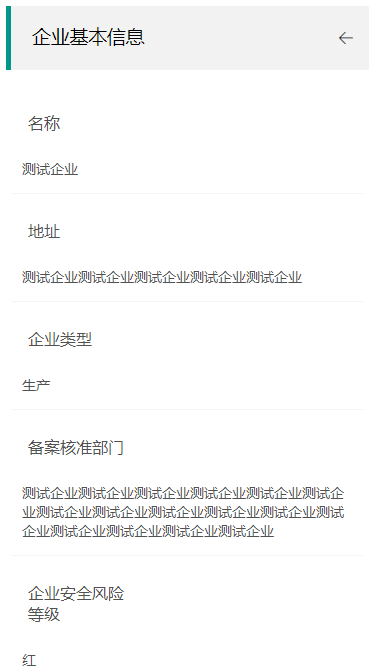 企业基本信息
名称
测试企业
地址
测试企业测试企业测试企业测试企业测试企业
企业类型
生产
备案核准部门
测试企业测试企业测试企业测试企业测试企业测试企
业测试企业测试企业测试企业测试企业测试企业测试
企业测试企业测试企业测试企业测试企业
企业安全风险
等级
红